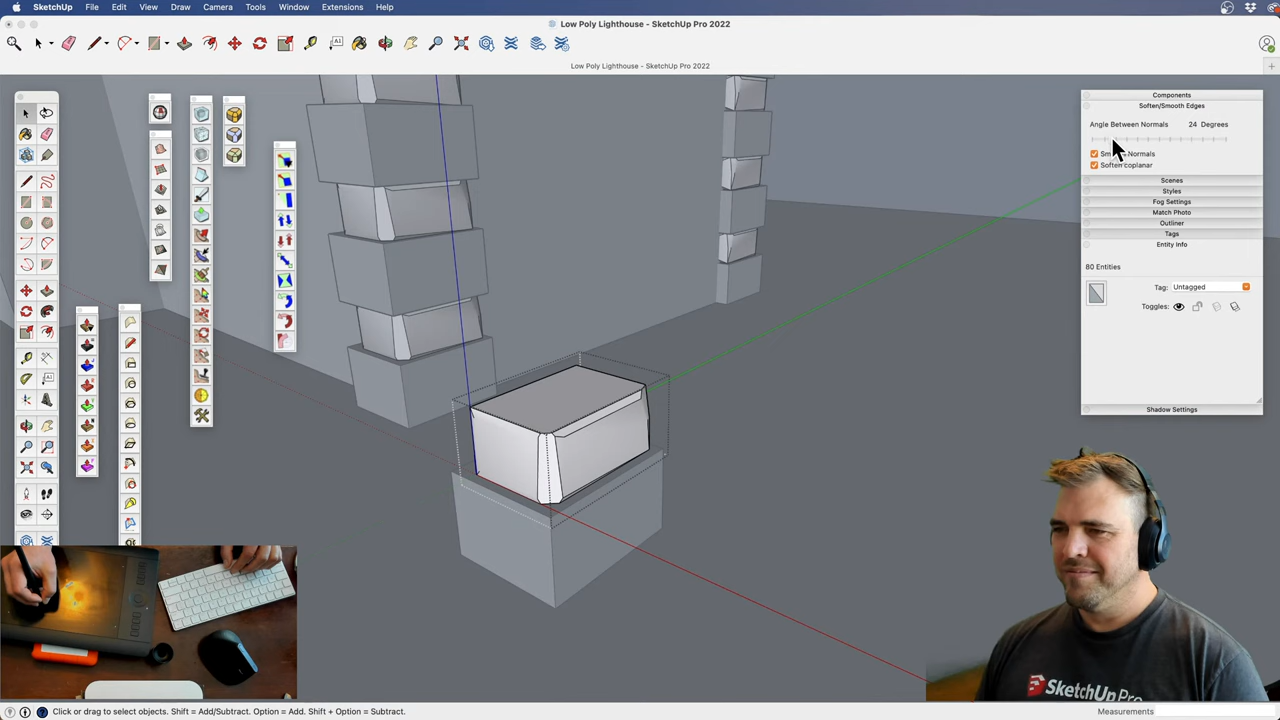 SketchUp File Edit View Draw Camera Tools Window Extensions Help
Low Poly Lighthouse - SketchUp Pro 2022
Low Poly Lighthouse - SketchUp Pro 2022
Components
Soften/Smooth Edges
Angle Between Normals 24 Degrees
Normals
Soften coplanar
Scenes
Styles
Fog Settings
Match Photo
Outliner
Tags
Entity Info
80 Entities
Tag: Untagged
Toggles:
Shadow Settings
SketchUp Pro
Click or drag to select objects. Shift = Add/Subtract. Option = Add. Shift + Option = Subtract.
Measurements